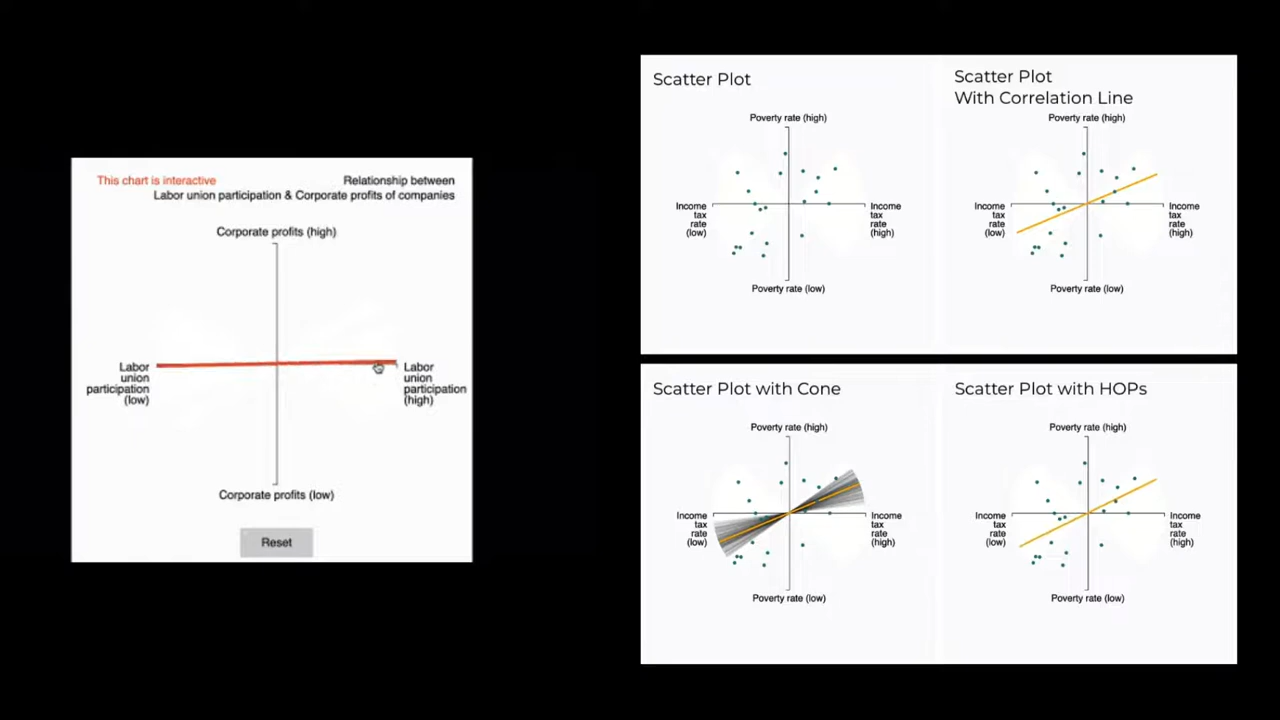 This chart is interactive
Relationship between
Labor union participation & Corporate profits of companies
Corporate profits (high)
Labor
union
participation
(low)
Labor
union
participation
(high)
Corporate profits (low)
Reset
Scatter Plot
Poverty rate (high)
Income
tax
rate
(low)
Income
tax
rate
(high)
Poverty rate (low)
Scatter Plot
With Correlation Line
Poverty rate (high)
Income
tax
rate
(low)
Income
tax
rate
(high)
Poverty rate (low)
Scatter Plot with Cone
Poverty rate (high)
Income
tax
rate
(low)
Income
tax
rate
(high)
Poverty rate (low)
Scatter Plot with HOPs
Poverty rate (high)
Income
tax
rate
(low)
Income
tax
rate
(high)
Poverty rate (low)